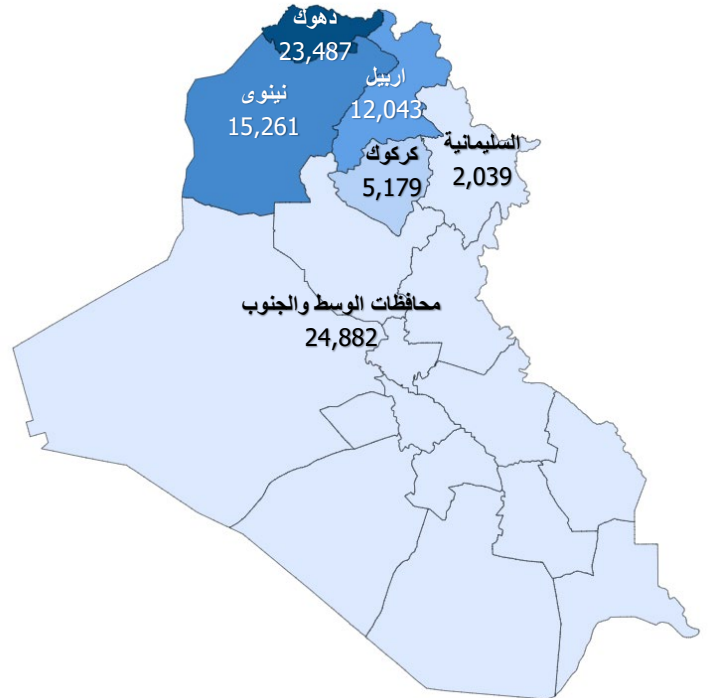 دهوك
23,487
اربيل
12,043
نينوى
15,261
السليمانية
2,039
كركوك
5,179
محافظات الوسط والجنوب
24,882